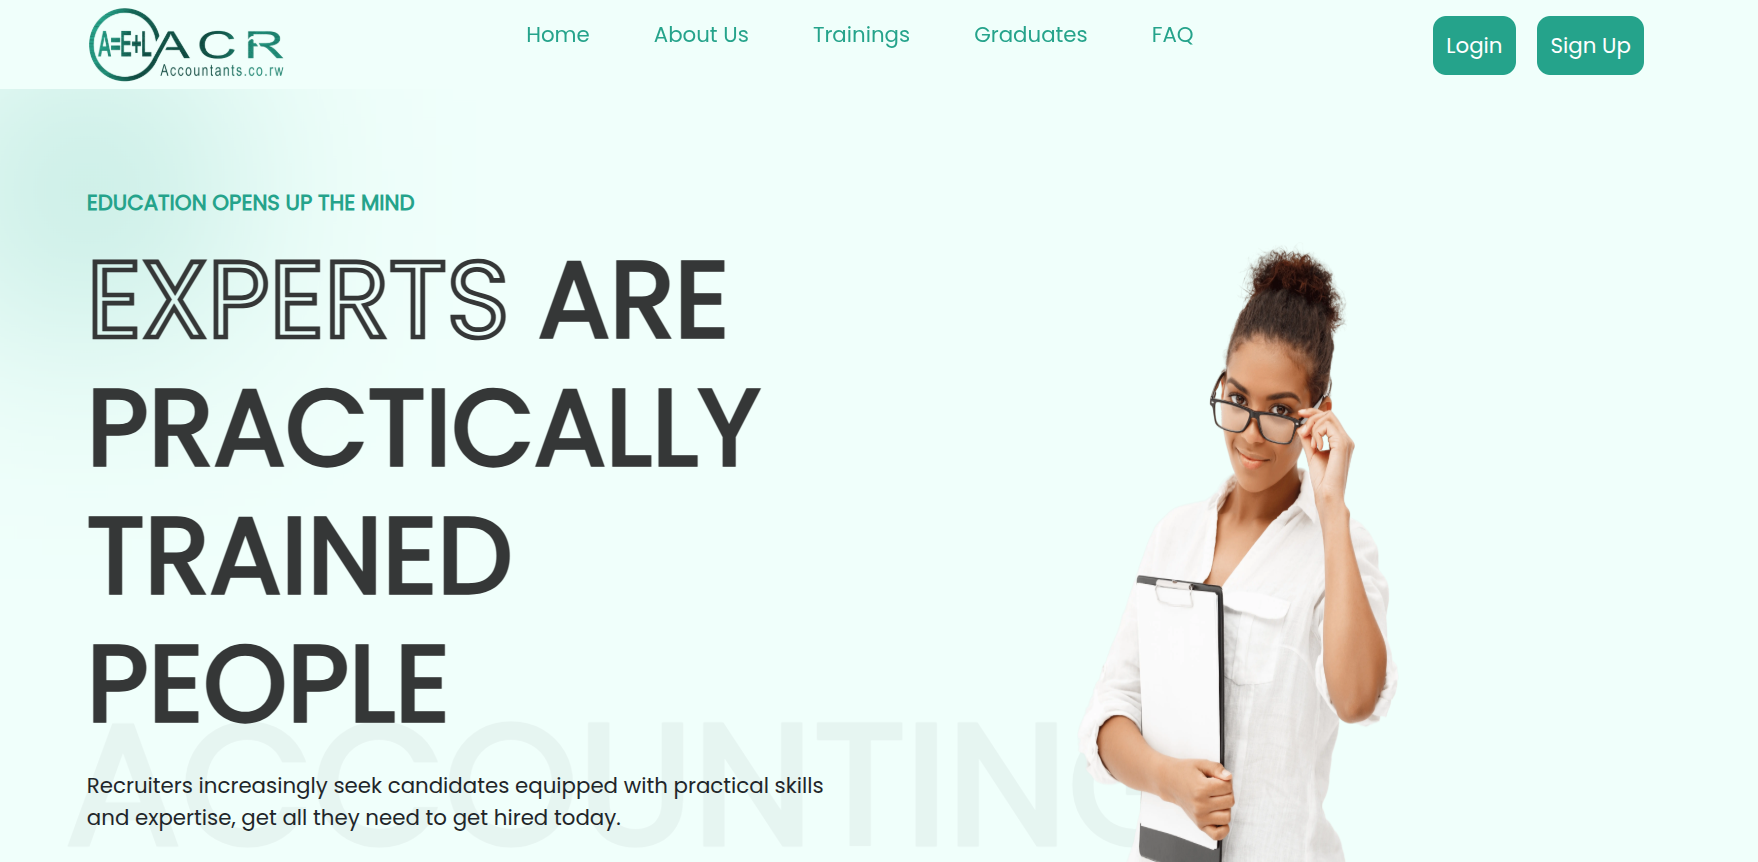 A=E+L ACR
Accountants.co.rw
Home About Us Trainings Graduates FAQ
Login Sign Up
EDUCATION OPENS UP THE MIND
EXPERTS ARE
PRACTICALLY
TRAINED
PEOPLE
ACCOUNTING
Recruiters increasingly seek candidates equipped with practical skills
and expertise, get all they need to get hired today.